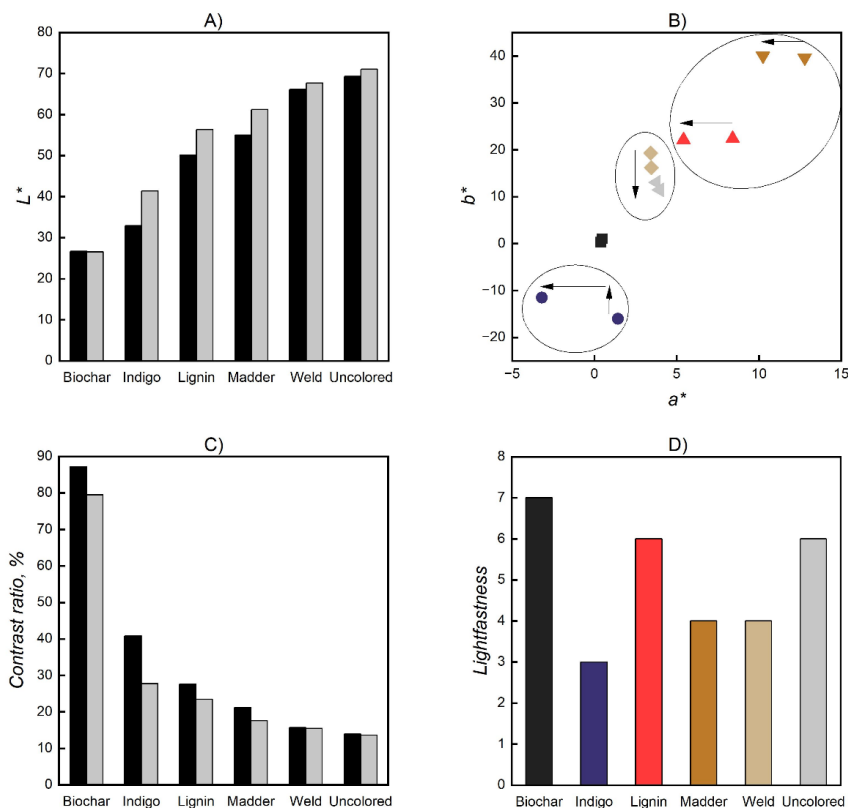 A)
80
70
60
50
40
30
20
10
0
L*
Biochar Indigo Lignin Madder Weld Uncolored
B)
40
30
20
10
0
−10
−20
b*
−5 0 5 10 15
a*
C)
90
80
70
60
50
40
30
20
10
0
Contrast ratio, %
Biochar Indigo Lignin Madder Weld Uncolored
D)
8
7
6
5
4
3
2
1
0
Lightfastness
Biochar Indigo Lignin Madder Weld Uncolored